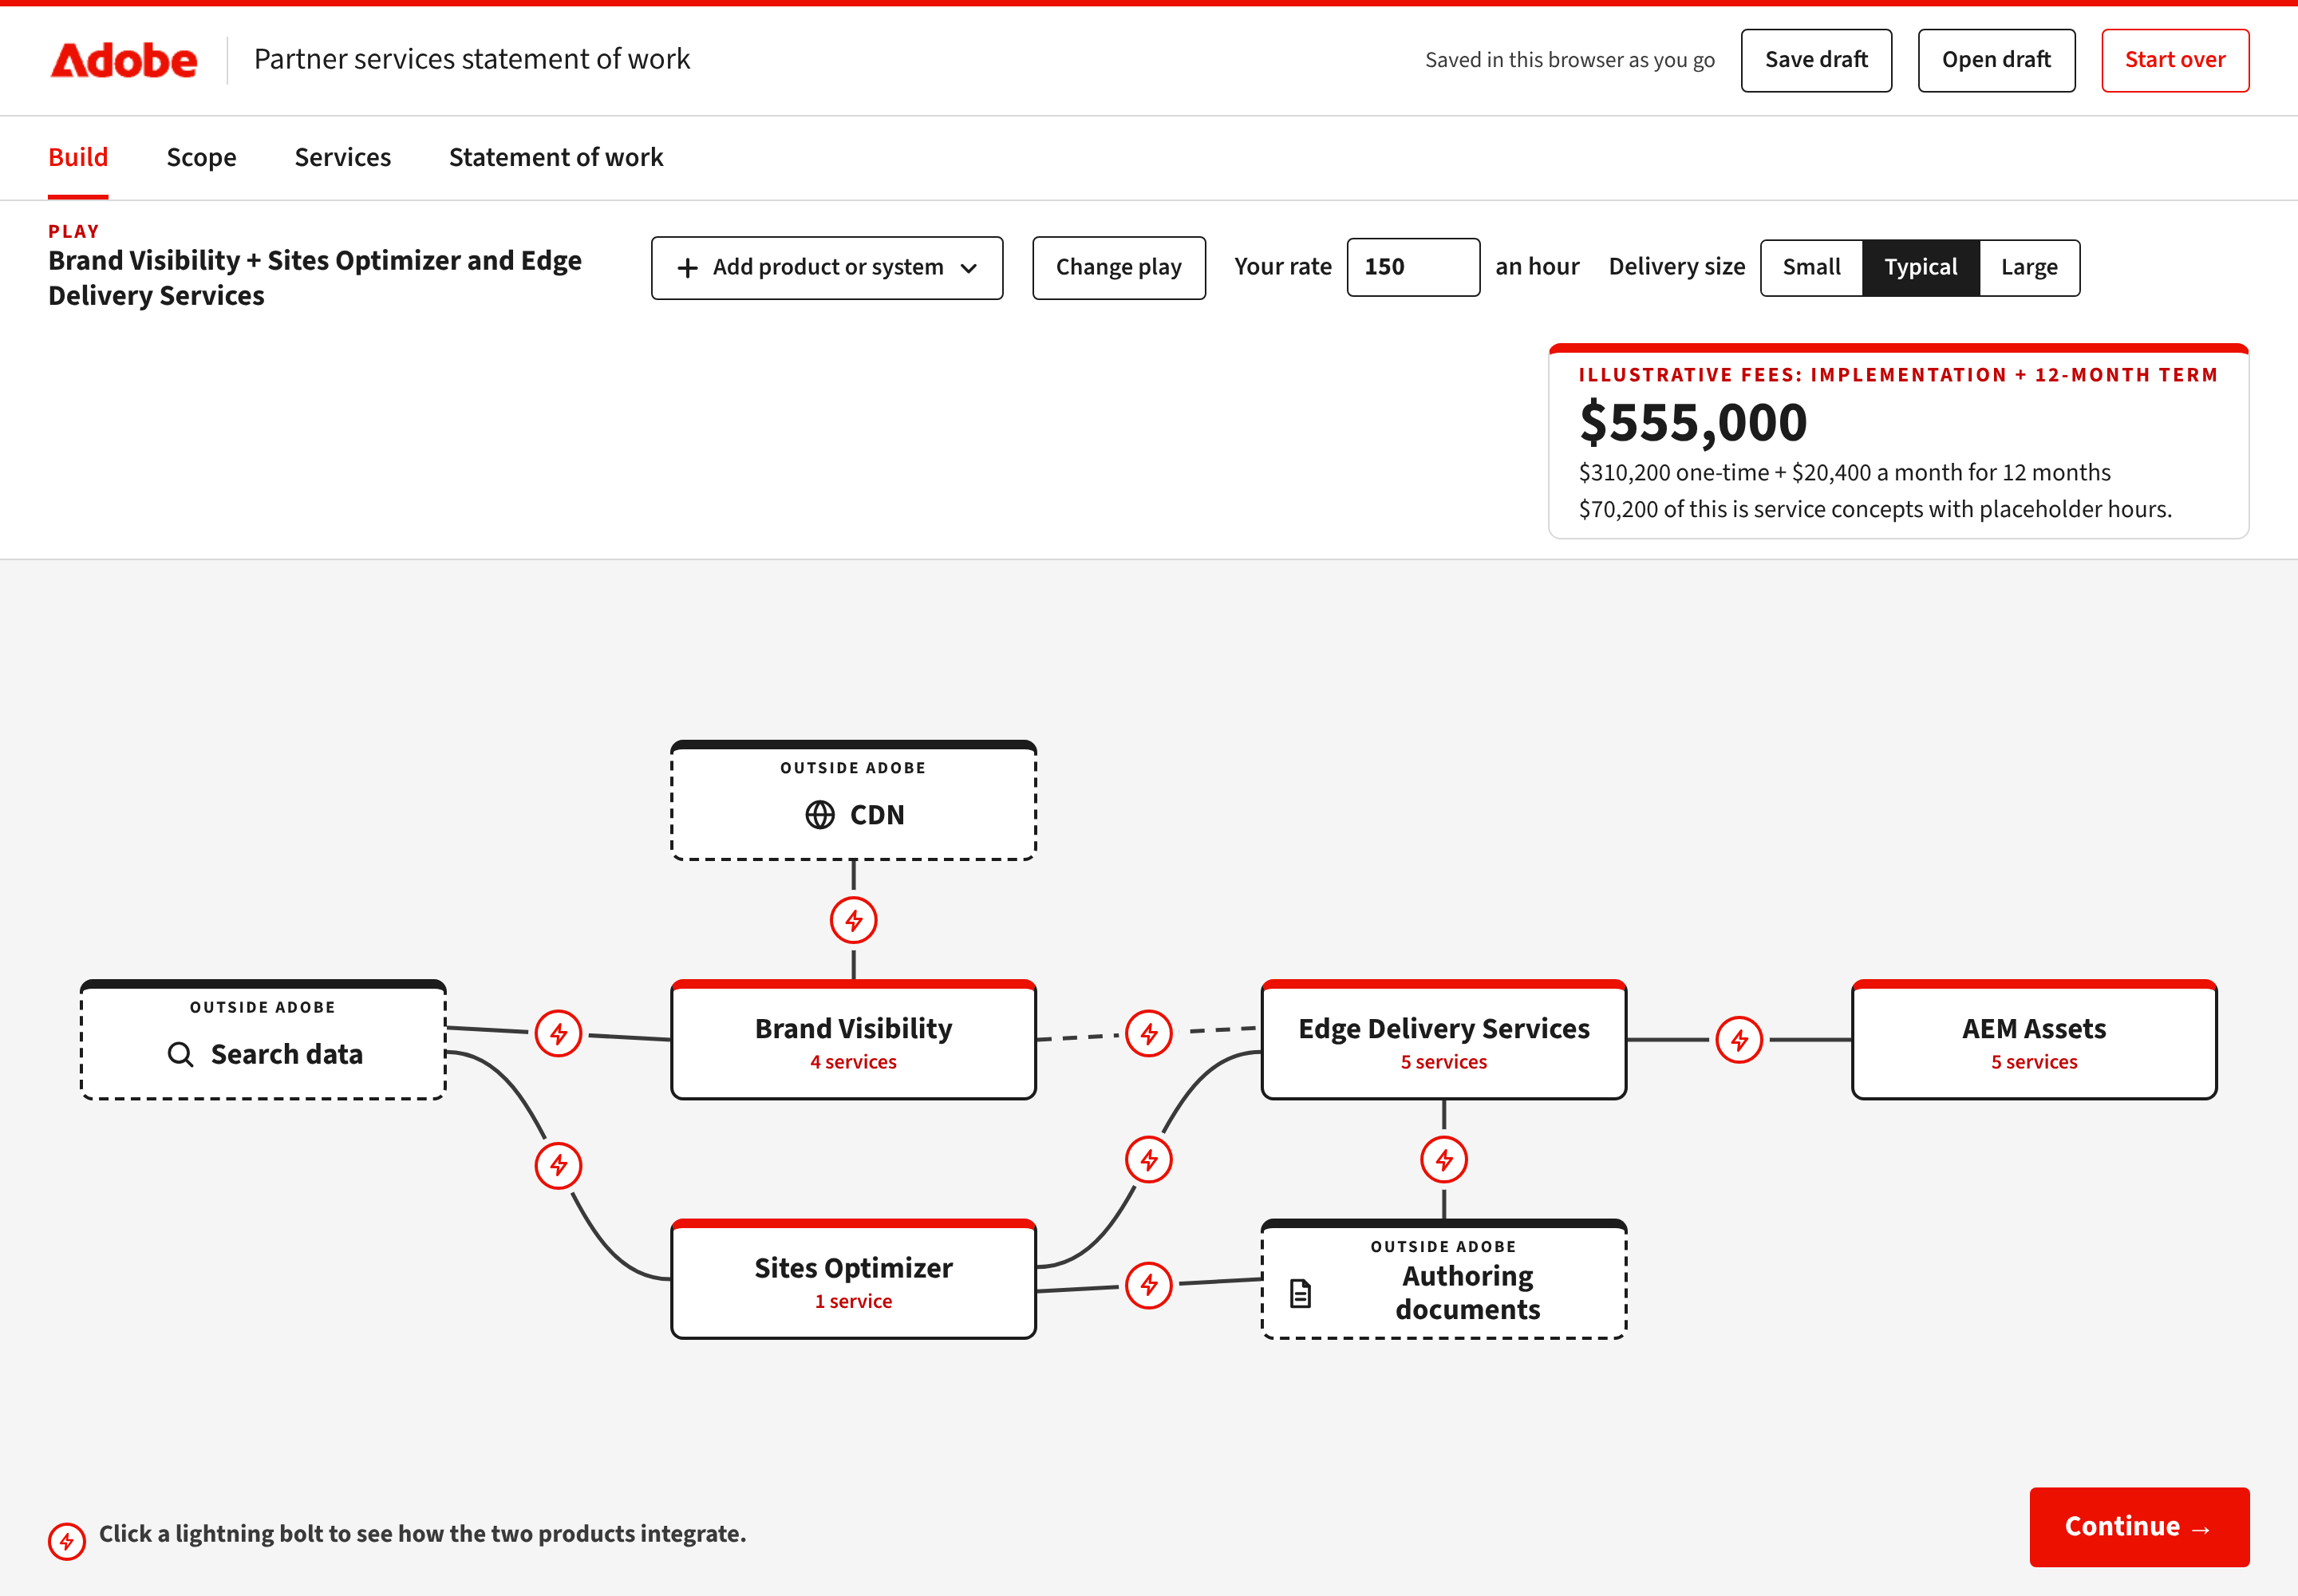 Adobe
Partner services statement of work
Saved in this browser as you go
Save draft
Open draft
Start over
Build
Scope
Services
Statement of work
PLAY
Brand Visibility + Sites Optimizer and Edge
Delivery Services
+ Add product or system
Change play
Your rate
150
an hour
Delivery size
Small
Typical
Large
ILLUSTRATIVE FEES: IMPLEMENTATION + 12-MONTH TERM
$555,000
$310,200 one-time + $20,400 a month for 12 months
$70,200 of this is service concepts with placeholder hours.
OUTSIDE ADOBE
CDN
OUTSIDE ADOBE
Search data
Brand Visibility
4 services
Edge Delivery Services
5 services
AEM Assets
5 services
Sites Optimizer
1 service
OUTSIDE ADOBE
Authoring
documents
Click a lightning bolt to see how the two products integrate.
Continue →